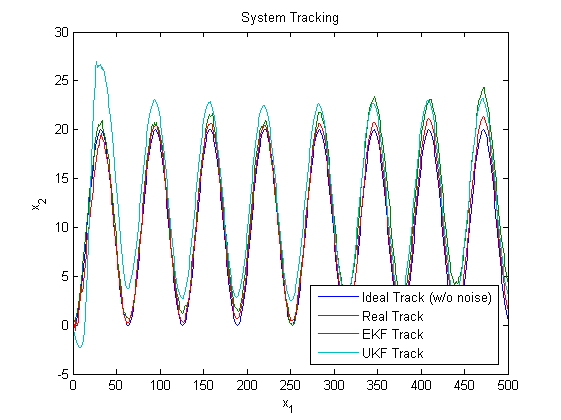 System Tracking
30
25
20
15
10
5
0
-5
x2
0 50 100 150 200 250 300 350 400 450 500
x1
Ideal Track (w/o noise)
Real Track
EKF Track
UKF Track